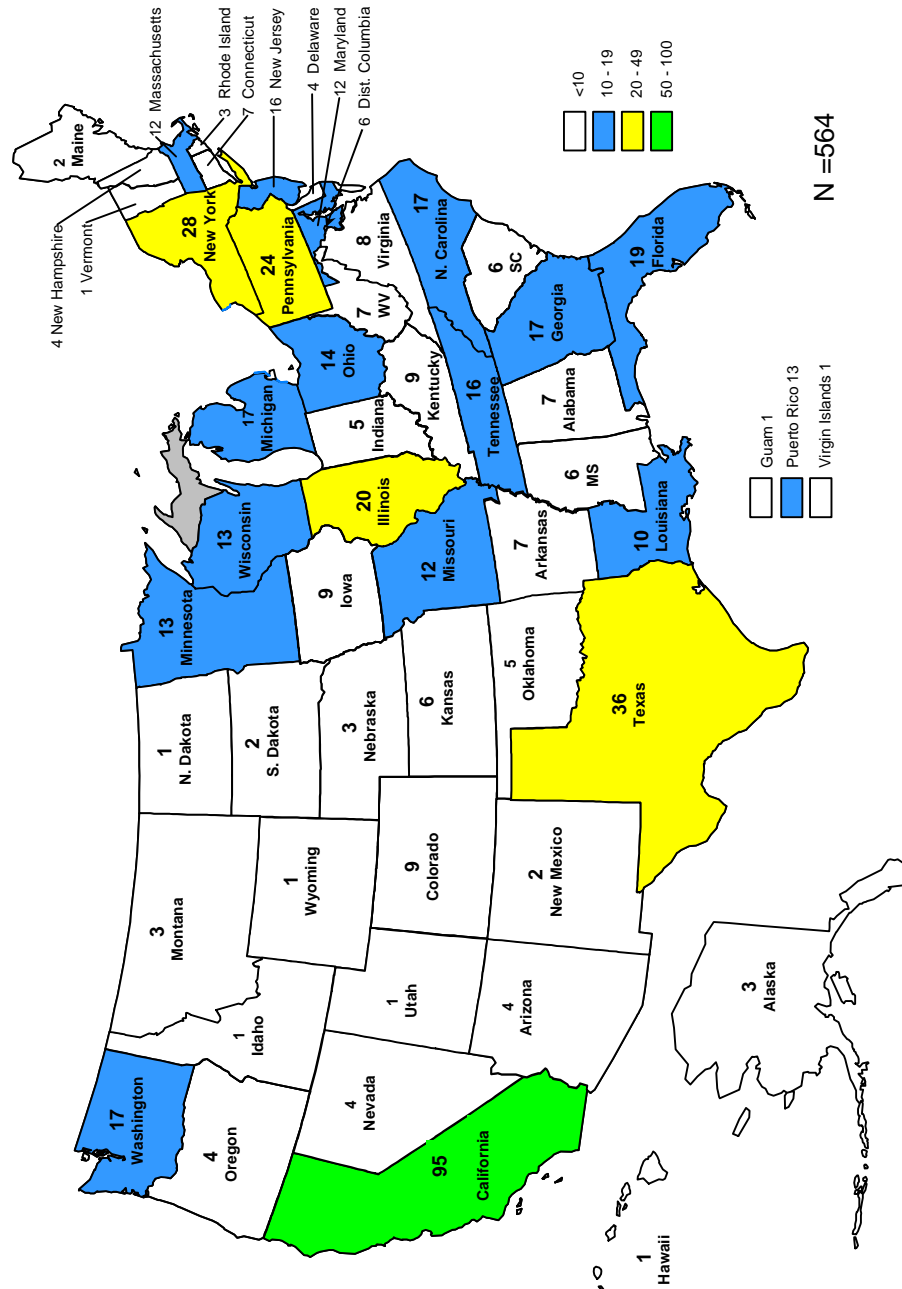 17
Washington
4
Oregon
95
California
4
Nevada
1
Idaho
3
Montana
1
Wyoming
1
Utah
4
Arizona
9
Colorado
2
New Mexico
1
N. Dakota
2
S. Dakota
3
Nebraska
6
Kansas
5
Oklahoma
36
Texas
13
Minnesota
9
Iowa
12
Missouri
7
Arkansas
10
Louisiana
13
Wisconsin
20
Illinois
17
Michigan
5
Indiana
14
Ohio
9
Kentucky
16
Tennessee
6
MS
7
Alabama
17
Georgia
19
Florida
6
SC
17
N. Carolina
8
Virginia
7
WV
24
Pennsylvania
28
New York
2
Maine
4 New Hampshire
1 Vermont
12 Massachusetts
3 Rhode Island
7 Connecticut
16 New Jersey
4 Delaware
12 Maryland
6 Dist. Columbia
3
Alaska
1
Hawaii
Guam 1
Puerto Rico 13
Virgin Islands 1
<10
10 - 19
20 - 49
50 - 100
N =564